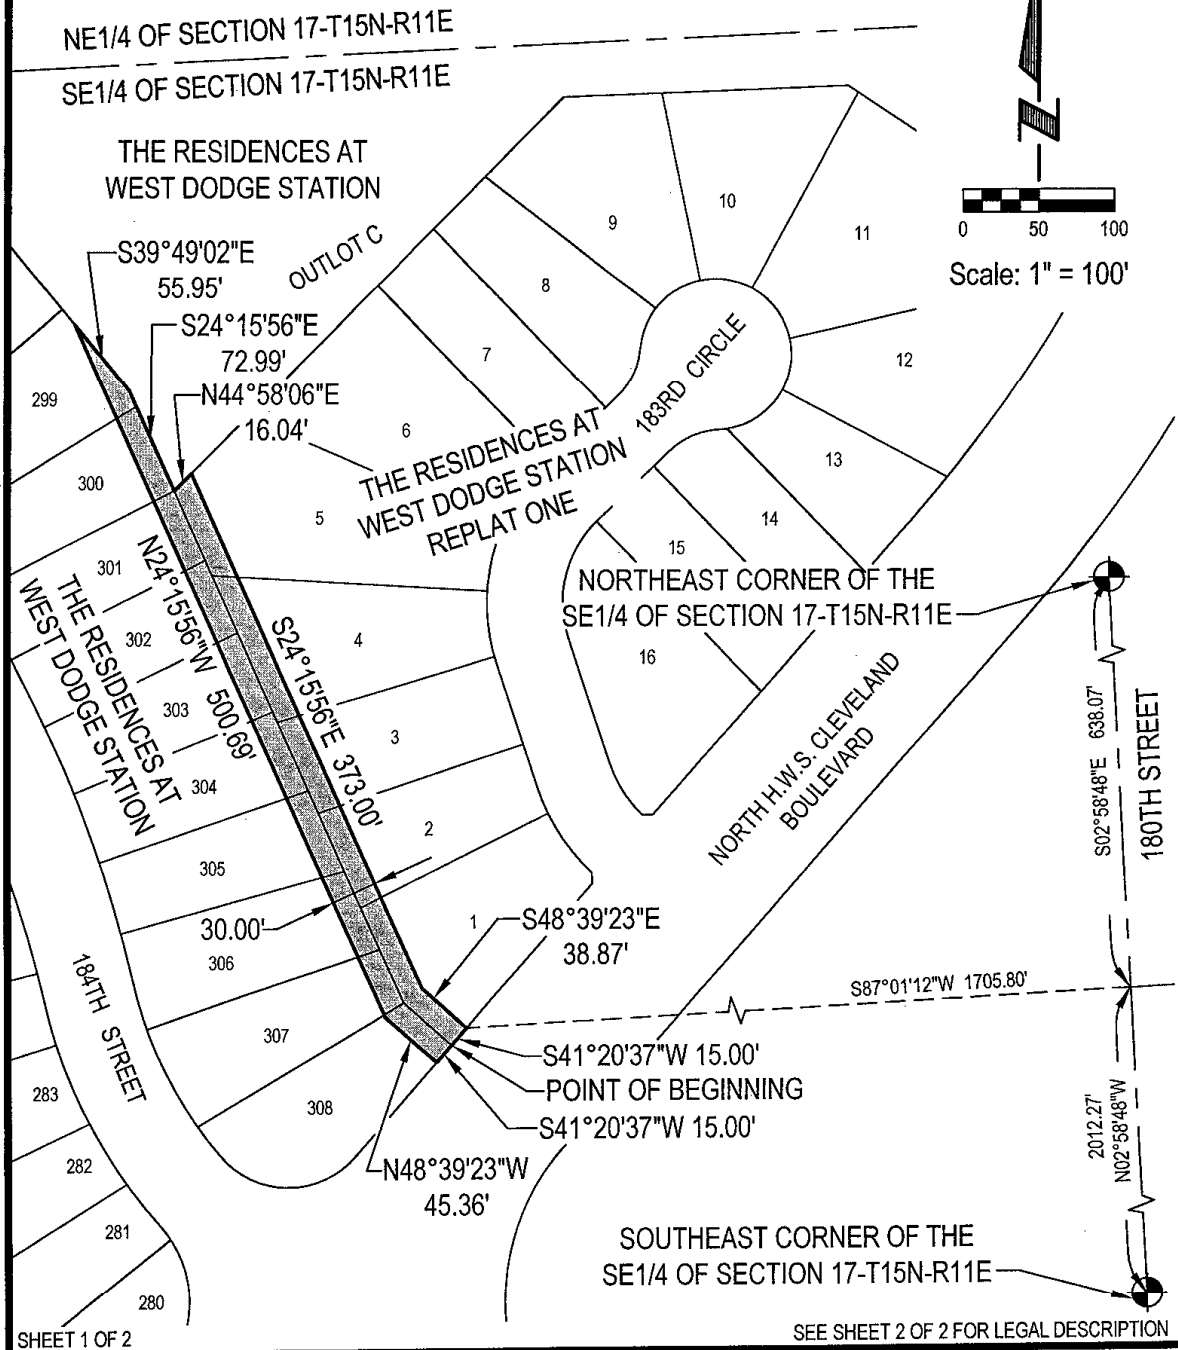 NE1/4 OF SECTION 17-T15N-R11E
SE1/4 OF SECTION 17-T15N-R11E
THE RESIDENCES AT
WEST DODGE STATION
0 50 100
Scale: 1" = 100'
OUTLOT C
S39°49'02"E
55.95'
S24°15'56"E
72.99'
N44°58'06"E
16.04'
9
10
11
8
7
12
6
5
13
14
15
16
4
3
2
1
183RD CIRCLE
THE RESIDENCES AT
WEST DODGE STATION
REPLAT ONE
299
300
301
302
303
304
305
306
307
308
THE RESIDENCES AT
WEST DODGE STATION
N24°15'56"W 500.69'
S24°15'56"E 373.00'
NORTHEAST CORNER OF THE
SE1/4 OF SECTION 17-T15N-R11E
NORTH H.W.S. CLEVELAND
BOULEVARD
S02°58'48"E 638.07'
180TH STREET
30.00'
S48°39'23"E
38.87'
S87°01'12"W 1705.80'
184TH STREET
S41°20'37"W 15.00'
POINT OF BEGINNING
S41°20'37"W 15.00'
N48°39'23"W
45.36'
2012.27'
N02°58'48"W
283
282
281
280
SOUTHEAST CORNER OF THE
SE1/4 OF SECTION 17-T15N-R11E
SHEET 1 OF 2
SEE SHEET 2 OF 2 FOR LEGAL DESCRIPTION